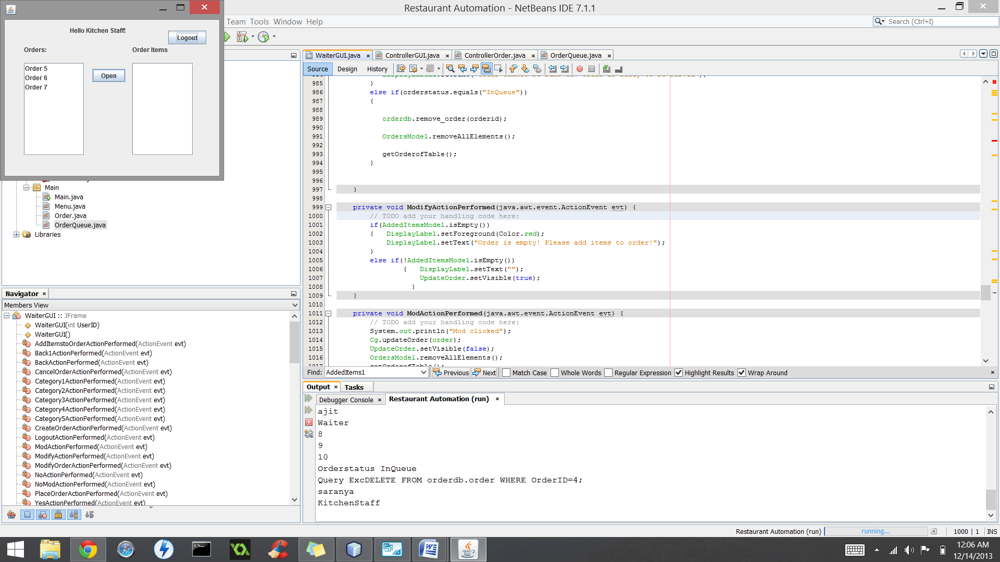 Restaurant Automation - NetBeans IDE 7.1.1
Hello Kitchen Staff!
Logout
Orders:
Order Items
Order 5
Order 6
Order 7
Open
Team Tools Window Help
Search (Ctrl+I)
WaiterGUI.java
ControllerGUI.java
ControllerOrder.java
OrderQueue.java
Source Design History
985 }
986 else if(orderstatus.equals("InQueue"))
987 {
988
989 orderdb.remove_order(orderid);
990
991 OrdersModel.removeAllElements();
992
993 getOrderofTable();
994 }
995
996
997 }
998
999 private void ModifyActionPerformed(java.awt.event.ActionEvent evt) {
1000 // TODO add your handling code here:
1001 if(AddedItemsModel.isEmpty())
1002 { DisplayLabel.setForeground(Color.red);
1003 DisplayLabel.setText("Order is empty! Please add items to order!");
1004 }
1005 else if(!AddedItemsModel.isEmpty())
1006 { DisplayLabel.setText("");
1007 UpdateOrder.setVisible(true);
1008 }
1009 }
1010
1011 private void ModActionPerformed(java.awt.event.ActionEvent evt) {
1012 // TODO add your handling code here:
1013 System.out.println("Mod clicked");
1014 Cg.updateOrder(order);
1015 UpdateOrder.setVisible(false);
1016 OrdersModel.removeAllElements();
Find: AddedItems1 Previous Next Match Case Whole Words Regular Expression Highlight Results Wrap Around
Main
Main.java
Menu.java
Order.java
OrderQueue.java
Libraries
Navigator
Members View
WaiterGUI :: JFrame
WaiterGUI(int UserID)
WaiterGUI()
AddItemstoOrderActionPerformed(ActionEvent evt)
Back1ActionPerformed(ActionEvent evt)
BackActionPerformed(ActionEvent evt)
CancelOrderActionPerformed(ActionEvent evt)
Category1ActionPerformed(ActionEvent evt)
Category2ActionPerformed(ActionEvent evt)
Category3ActionPerformed(ActionEvent evt)
Category4ActionPerformed(ActionEvent evt)
Category5ActionPerformed(ActionEvent evt)
CreateOrderActionPerformed(ActionEvent evt)
LogoutActionPerformed(ActionEvent evt)
ModActionPerformed(ActionEvent evt)
ModifyActionPerformed(ActionEvent evt)
ModifyOrderActionPerformed(ActionEvent evt)
NoActionPerformed(ActionEvent evt)
NoModActionPerformed(ActionEvent evt)
PlaceOrderActionPerformed(ActionEvent evt)
YesActionPerformed(ActionEvent evt)
Output Tasks
Debugger Console Restaurant Automation (run)
ajit
Waiter
8
9
10
Orderstatus InQueue
Query ExcDELETE FROM orderdb.order WHERE OrderID=4;
saranya
KitchenStaff
Restaurant Automation (run) running... 1000 | 1 INS
12:06 AM
12/14/2013